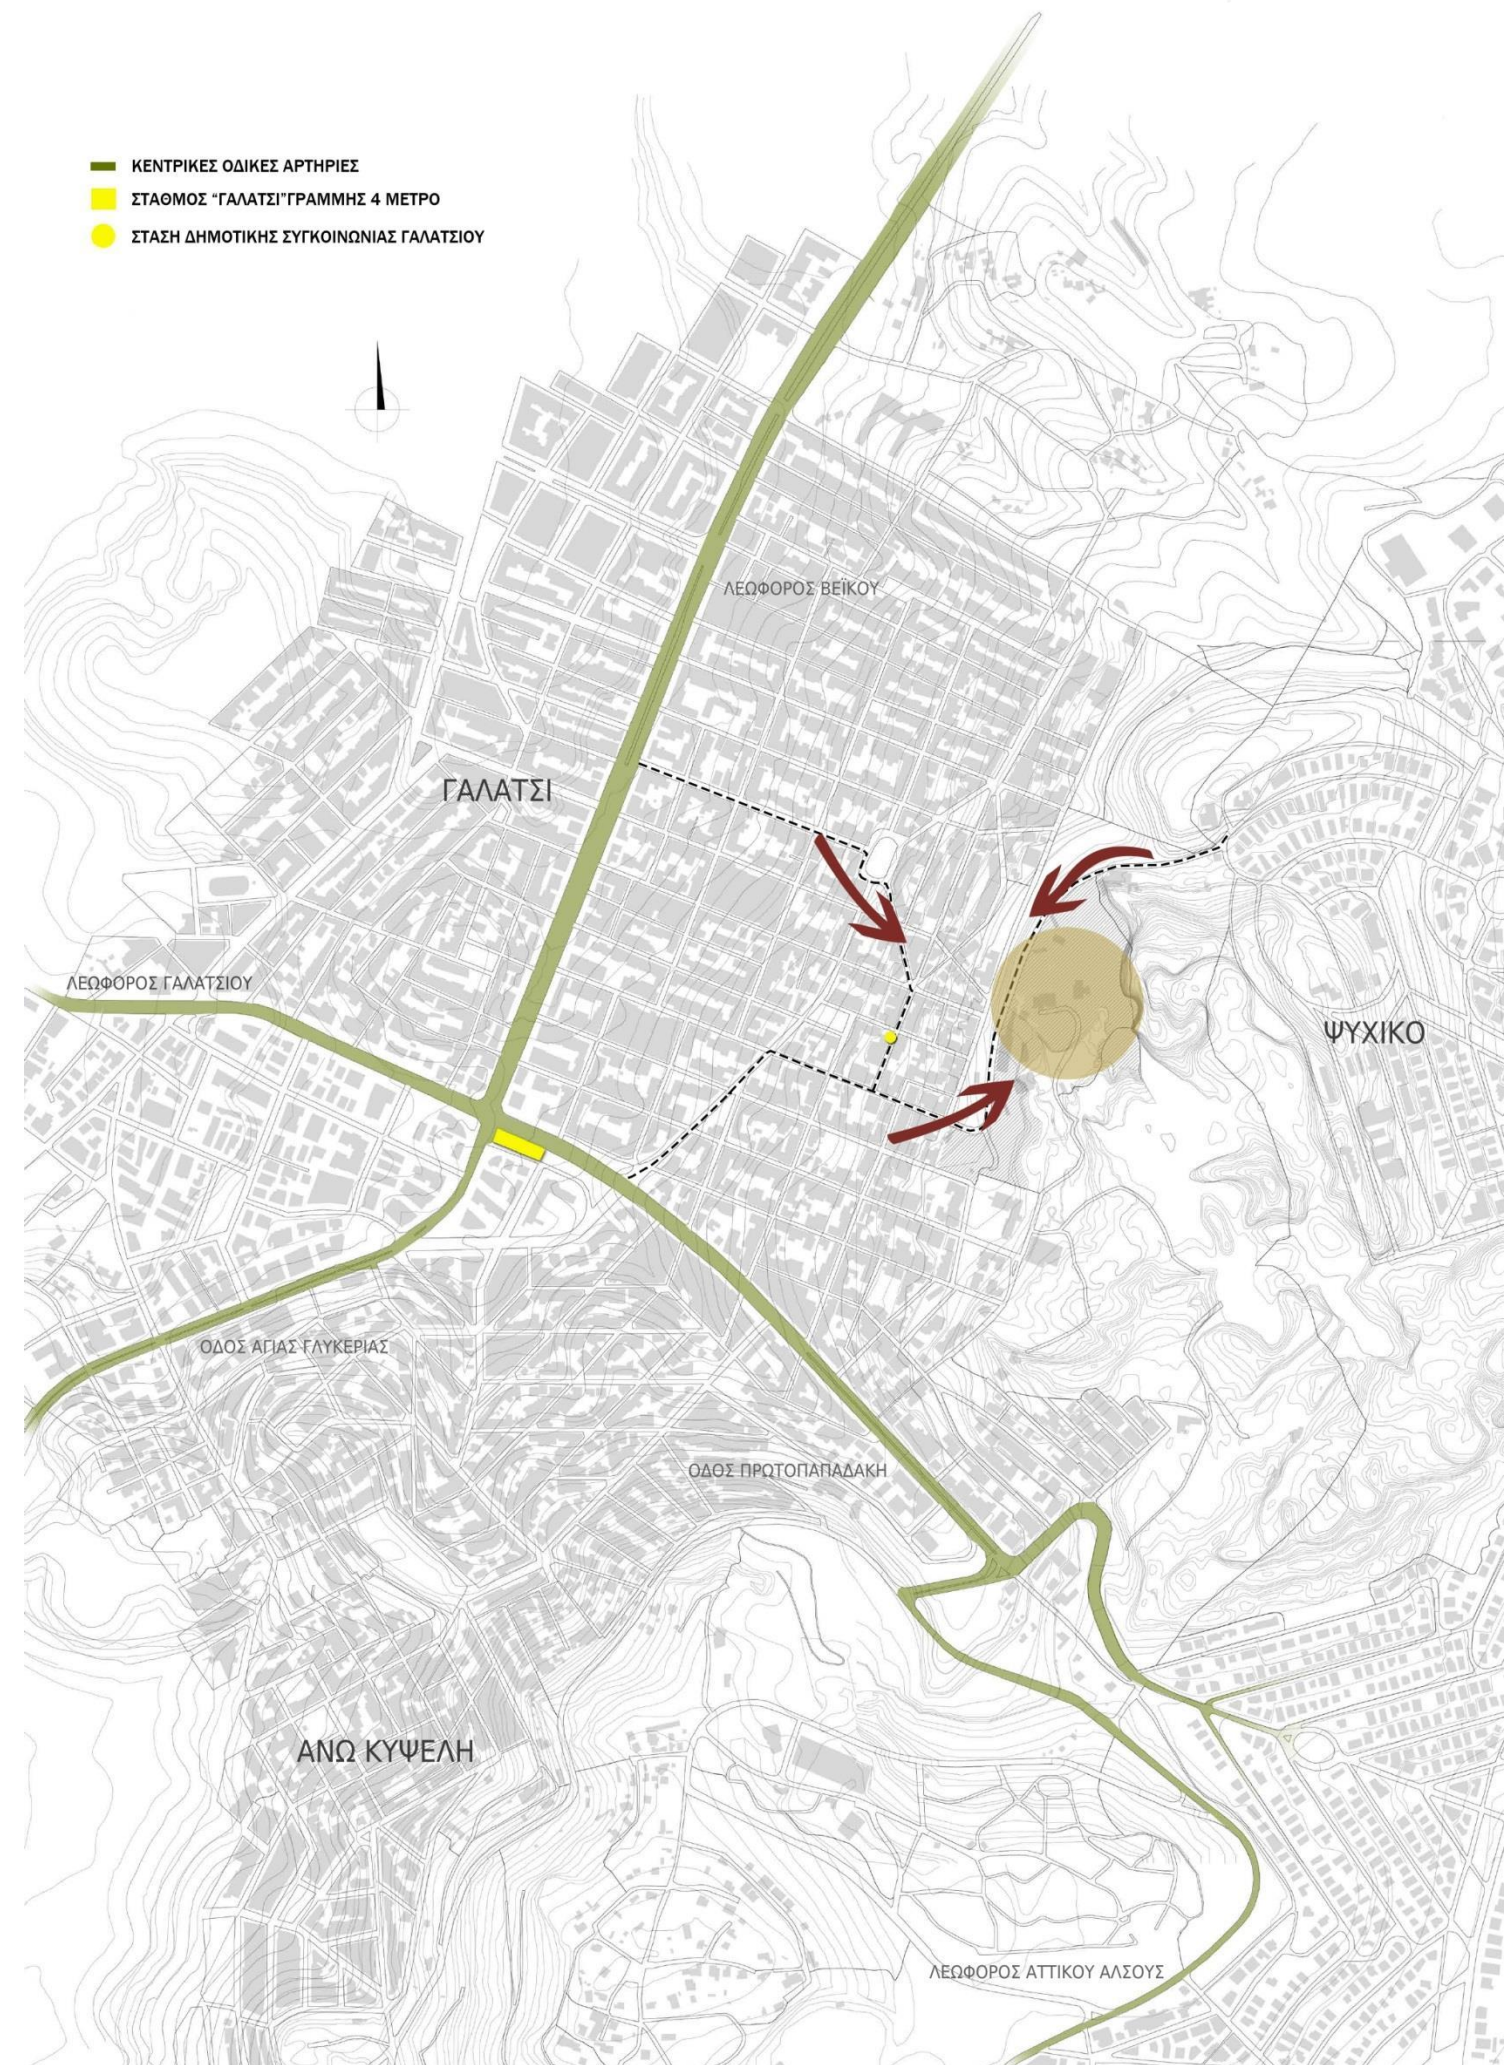 ΚΕΝΤΡΙΚΕΣ ΟΔΙΚΕΣ ΑΡΤΗΡΙΕΣ
ΣΤΑΘΜΟΣ “ΓΑΛΑΤΣΙ”ΓΡΑΜΜΗΣ 4 ΜΕΤΡΟ
ΣΤΑΣΗ ΔΗΜΟΤΙΚΗΣ ΣΥΓΚΟΙΝΩΝΙΑΣ ΓΑΛΑΤΣΙΟΥ
ΛΕΩΦΟΡΟΣ ΒΕΪΚΟΥ
ΓΑΛΑΤΣΙ
ΛΕΩΦΟΡΟΣ ΓΑΛΑΤΣΙΟΥ
ΨΥΧΙΚΟ
ΟΔΟΣ ΑΓΙΑΣ ΓΛΥΚΕΡΙΑΣ
ΟΔΟΣ ΠΡΩΤΟΠΑΠΑΔΑΚΗ
ΑΝΩ ΚΥΨΕΛΗ
ΛΕΩΦΟΡΟΣ ΑΤΤΙΚΟΥ ΑΛΣΟΥΣ